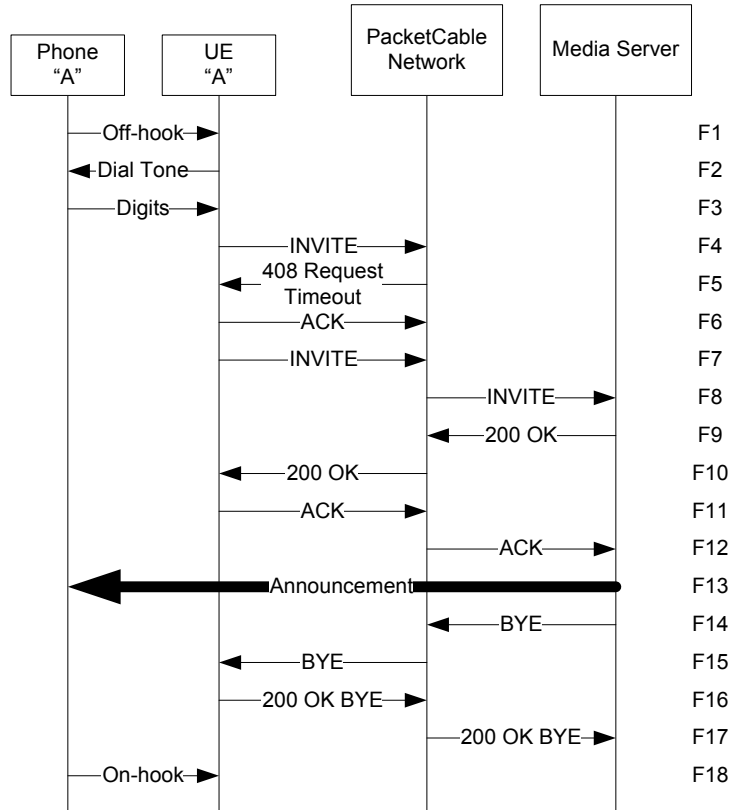 Phone
“A”
UE
“A”
PacketCable
Network
Media Server
Off-hook F1
Dial Tone F2
Digits F3
INVITE F4
408 Request
Timeout F5
ACK F6
INVITE F7
INVITE F8
200 OK F9
200 OK F10
ACK F11
ACK F12
Announcement F13
BYE F14
BYE F15
200 OK BYE F16
200 OK BYE F17
On-hook F18